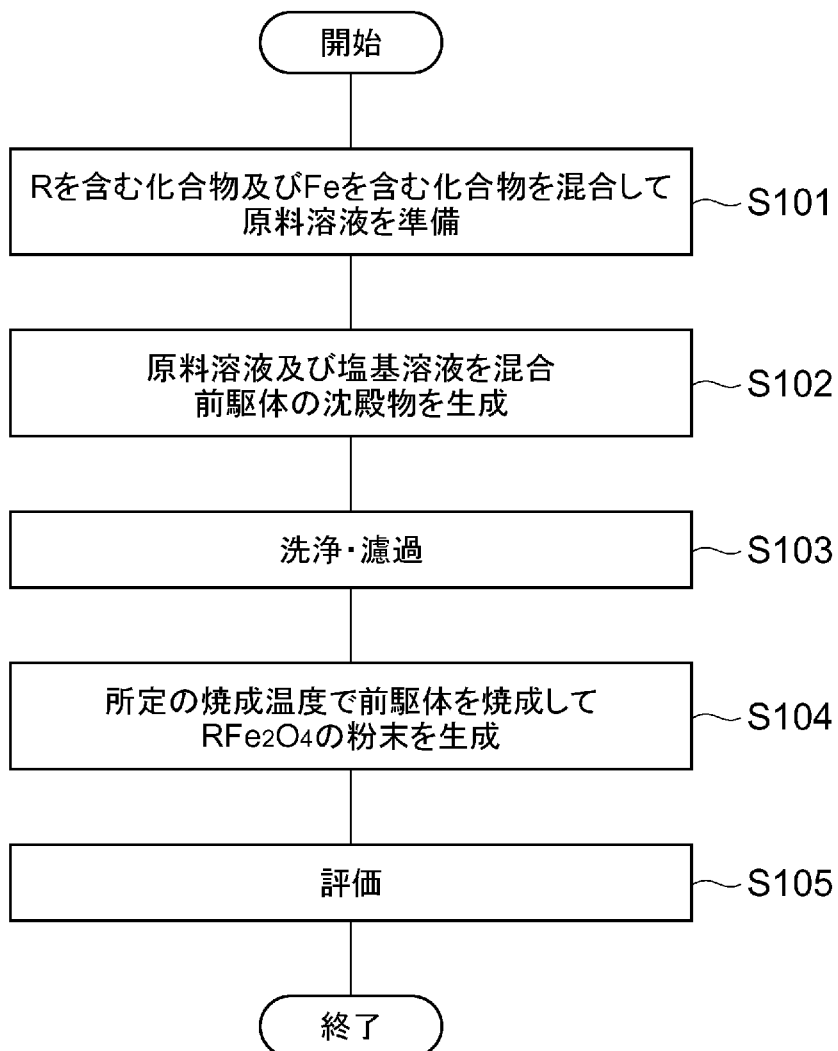 開始
Rを含む化合物及びFeを含む化合物を混合して
原料溶液を準備
S101
原料溶液及び塩基溶液を混合
前駆体の沈殿物を生成
S102
洗浄・濾過
S103
所定の焼成温度で前駆体を焼成して
RFe2O4の粉末を生成
S104
評価
S105
終了